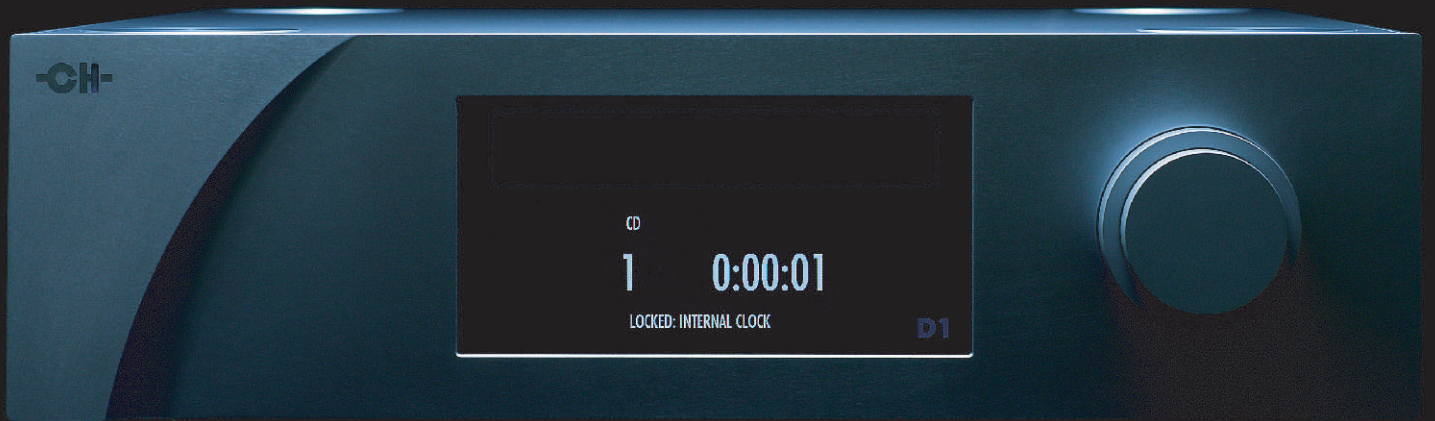 -CH-
CD
1 0:00:01
LOCKED: INTERNAL CLOCK
D1